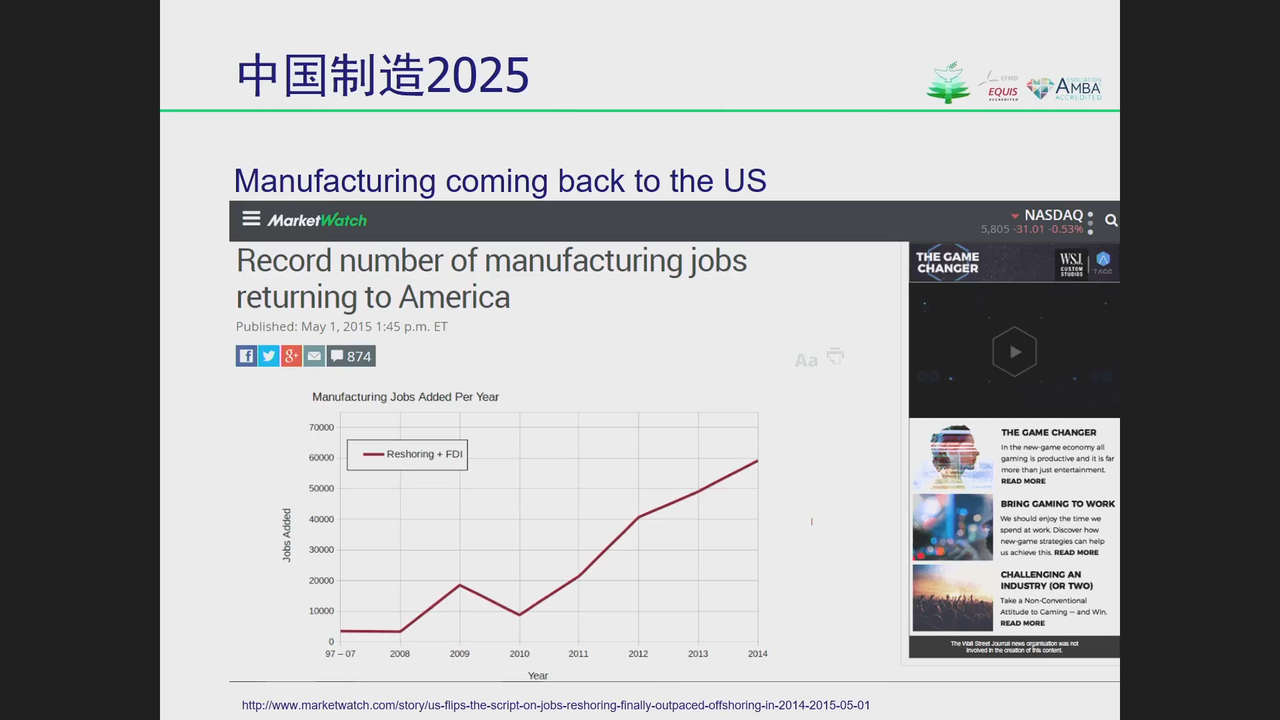 中国制造2025
EFMD
EQUIS
ACCREDITED
ASSOCIATION
AMBA
ACCREDITED
Manufacturing coming back to the US
MarketWatch
NASDAQ
5,805 -31.01 -0.53%
Record number of manufacturing jobs
returning to America
Published: May 1, 2015 1:45 p.m. ET
874
Aa
THE GAME
CHANGER
WSJ.
CUSTOM
STUDIOS
Manufacturing Jobs Added Per Year
70000
60000
50000
40000
30000
20000
10000
0
Reshoring + FDI
Jobs Added
97 – 07 2008 2009 2010 2011 2012 2013 2014
Year
THE GAME CHANGER
In the new-game economy all
gaming is productive and it is far
more than just entertainment.
READ MORE
BRING GAMING TO WORK
We should enjoy the time we
spend at work. Discover how
new-game strategies can help
us achieve this. READ MORE
CHALLENGING AN
INDUSTRY (OR TWO)
Take a Non-Conventional
Attitude to Gaming — and Win.
READ MORE
The Wall Street Journal news organisation was not
involved in the creation of this content.
http://www.marketwatch.com/story/us-flips-the-script-on-jobs-reshoring-finally-outpaced-offshoring-in-2014-2015-05-01